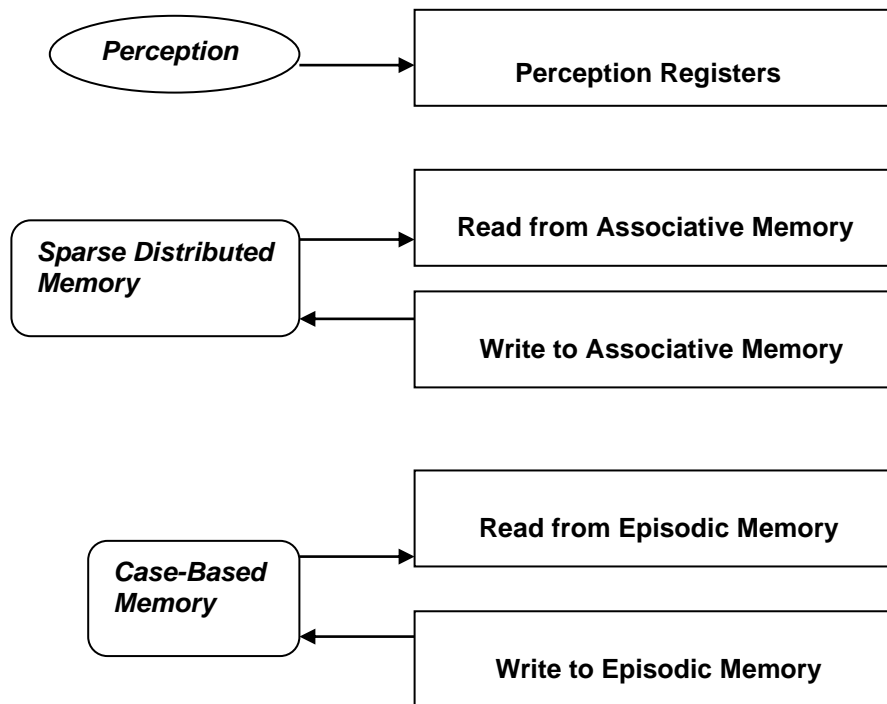 Perception
Perception Registers
Read from Associative Memory
Sparse Distributed
Memory
Write to Associative Memory
Read from Episodic Memory
Case-Based
Memory
Write to Episodic Memory